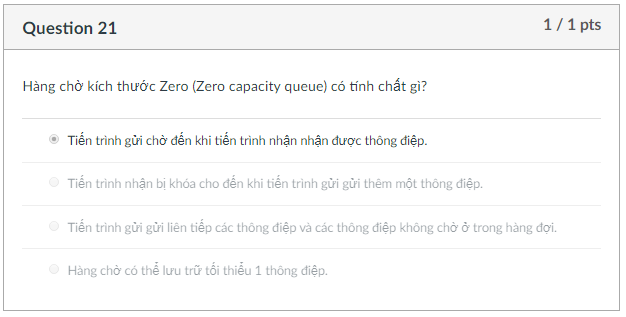 Question 21
1 / 1 pts
Hàng chờ kích thước Zero (Zero capacity queue) có tính chất gì?
Tiến trình gửi chờ đến khi tiến trình nhận nhận được thông điệp.
Tiến trình nhận bị khóa cho đến khi tiến trình gửi gửi thêm một thông điệp.
Tiến trình gửi gửi liên tiếp các thông điệp và các thông điệp không chờ ở trong hàng đợi.
Hàng chờ có thể lưu trữ tối thiểu 1 thông điệp.